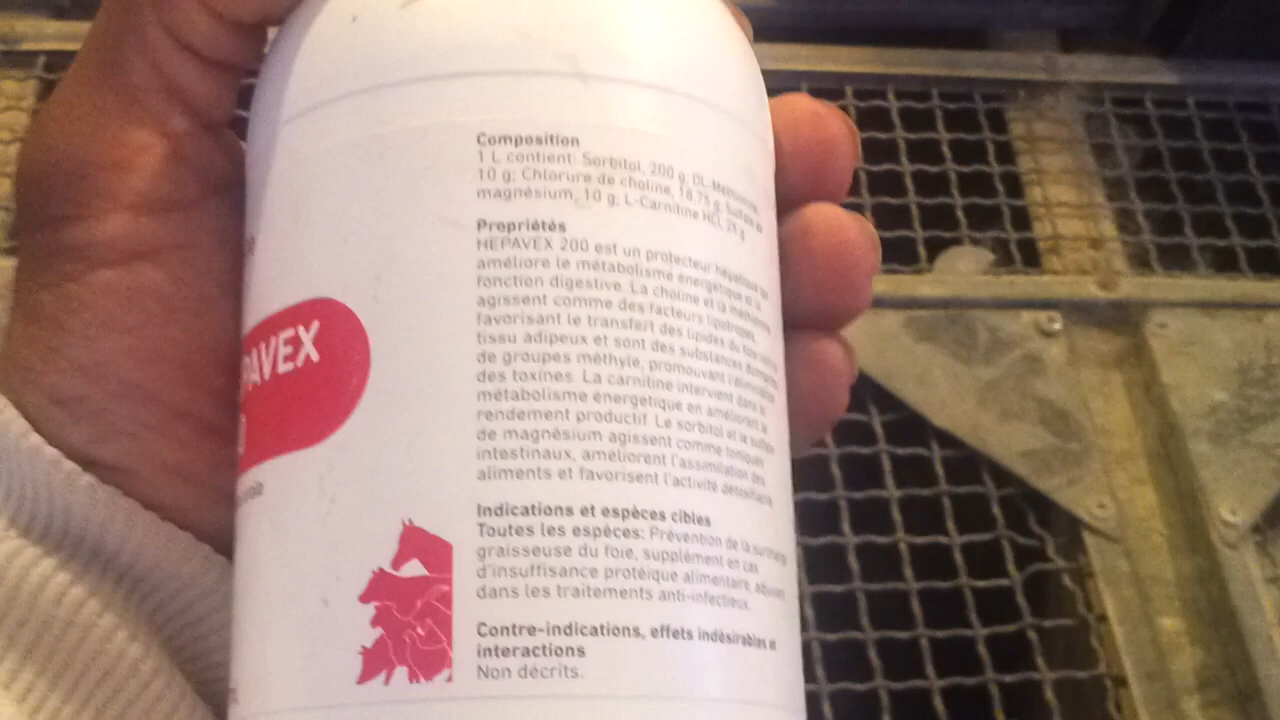 Composition
1 L contient: Sorbitol, 200 g, DL-Méthionine,
10 g; Chlorure de choline, 18,75 g; Sulfate de
magnésium, 10 g; L-Carnitine HCl, 25 g
Propriétés
HEPAVEX 200 est un protecteur hépatique qui
améliore le métabolisme énergétique et la
fonction digestive. La choline et la méthionine
agissent comme des facteurs lipotropes,
favorisant le transfert des lipides du foie
tissu adipeux et sont des substances
de groupes méthyle, promouvant l'élimination
des toxines. La carnitine intervient dans le
métabolisme énergétique en améliorant le
rendement productif. Le sorbitol et le sulfate
de magnésium agissent comme toniques
intestinaux, améliorent l'assimilation des
aliments et favorisent l'activité
PAVEX
Indications et espèces cibles
Toutes les espèces: Prévention de la surcharge
graisseuse du foie, supplément en cas
d'insuffisance protéique alimentaire,
dans les traitements anti-infectieux.
Contre-indications, effets indésirables et
interactions
Non décrits.